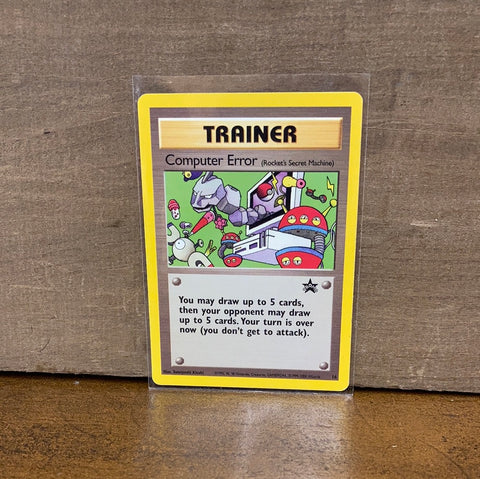 TRAINER
Computer Error (Rocket's Secret Machine)
You may draw up to 5 cards,
then your opponent may draw
up to 5 cards. Your turn is over
now (you don't get to attack).
16